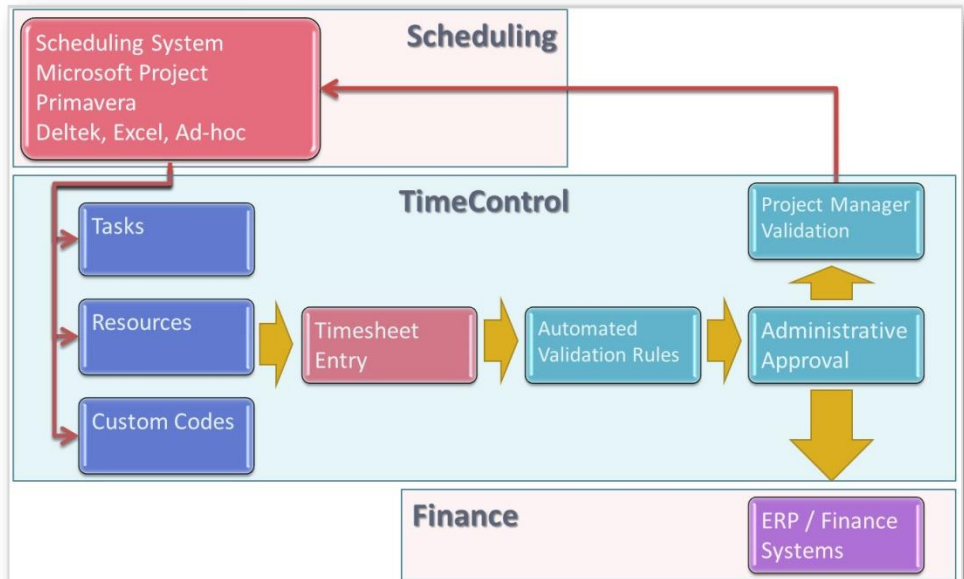 Scheduling
Scheduling System
Microsoft Project
Primavera
Deltek, Excel, Ad-hoc
TimeControl
Tasks
Resources
Custom Codes
Timesheet
Entry
Automated
Validation Rules
Administrative
Approval
Project Manager
Validation
Finance
ERP / Finance
Systems